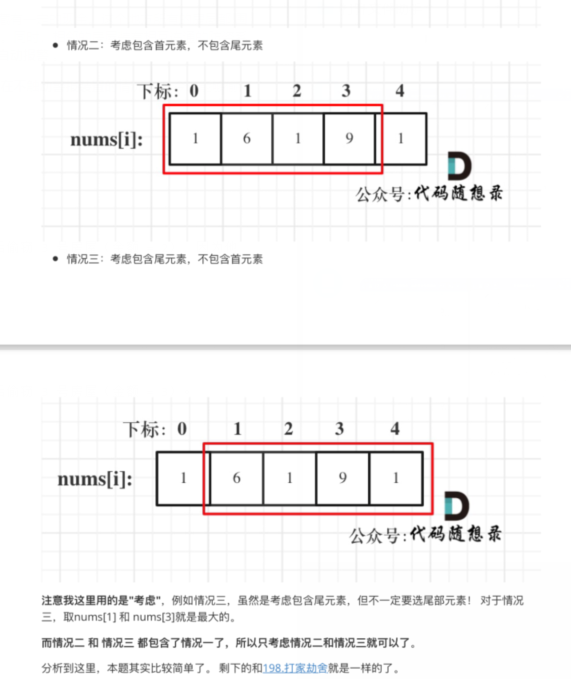 情况二：考虑包含首元素，不包含尾元素
下标: 0 1 2 3 4
nums[i]: 1 6 1 9 1
公众号:代码随想录
情况三：考虑包含尾元素，不包含首元素
下标: 0 1 2 3 4
nums[i]: 1 6 1 9 1
公众号:代码随想录
注意我这里用的是"考虑"，例如情况三，虽然是考虑包含尾元素，但不一定要选尾部元素！ 对于情况
三，取nums[1] 和 nums[3]就是最大的。
而情况二 和 情况三 都包含了情况一了，所以只考虑情况二和情况三就可以了。
分析到这里，本题其实比较简单了。 剩下的和198.打家劫舍就是一样的了。